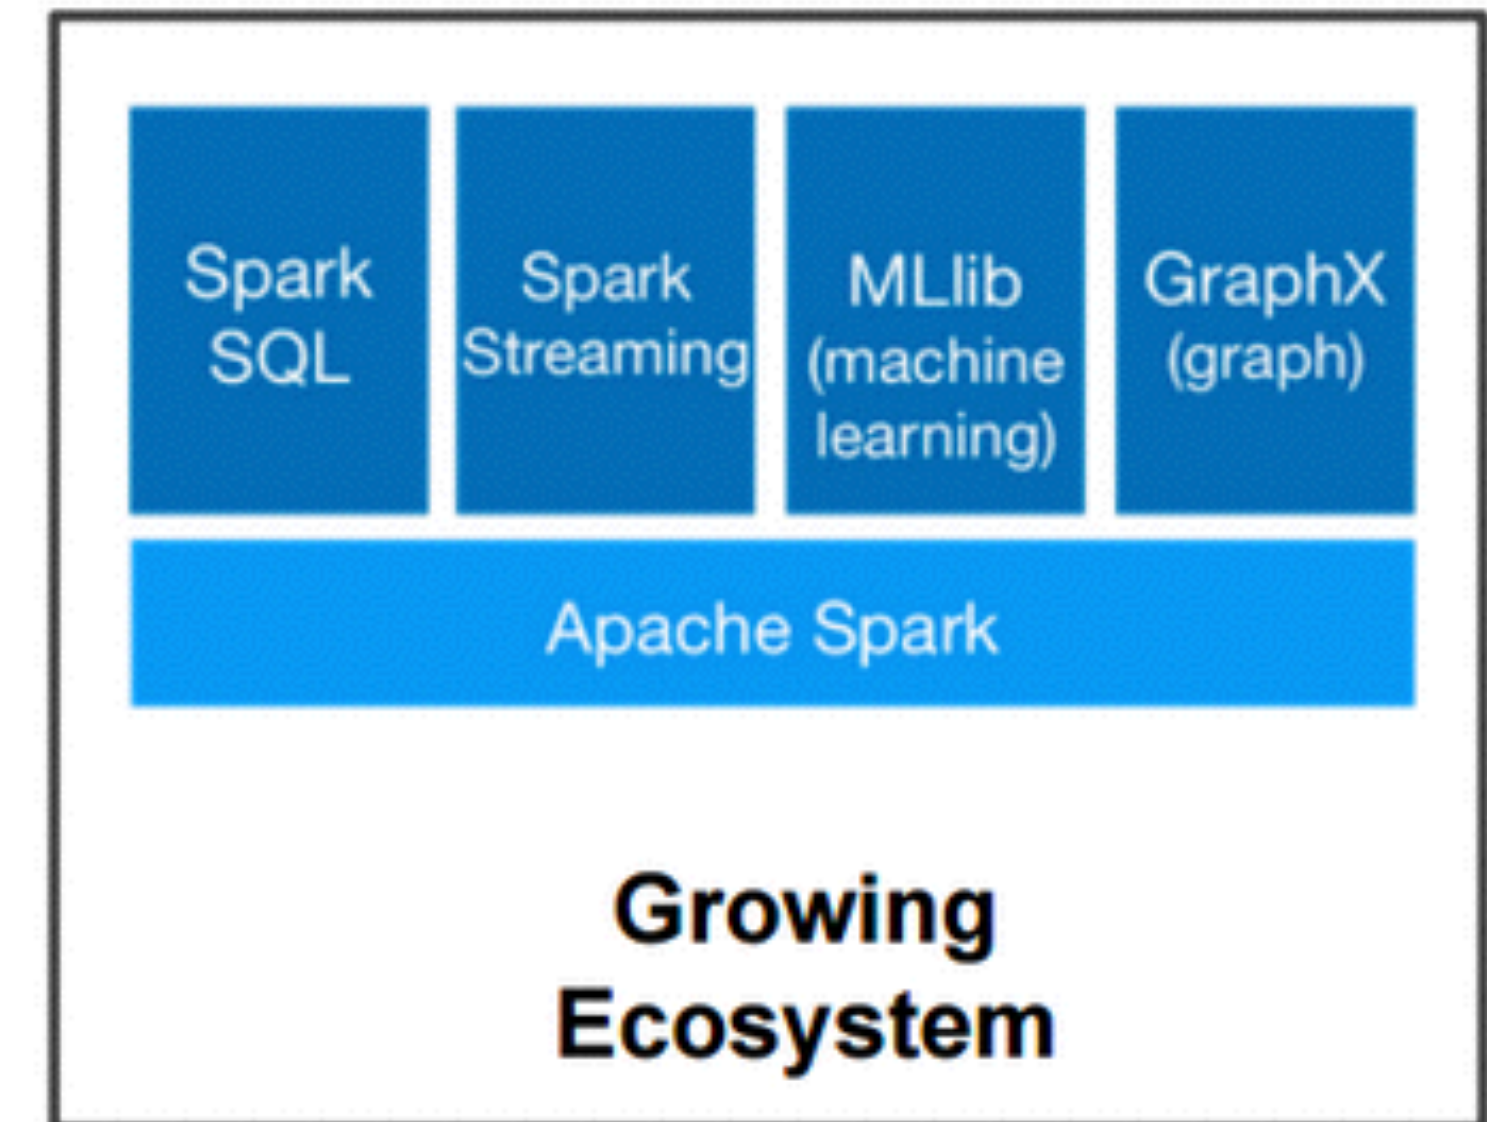 Spark
SQL
Spark
Streaming
MLlib
(machine
learning)
GraphX
(graph)
Apache Spark
Growing
Ecosystem